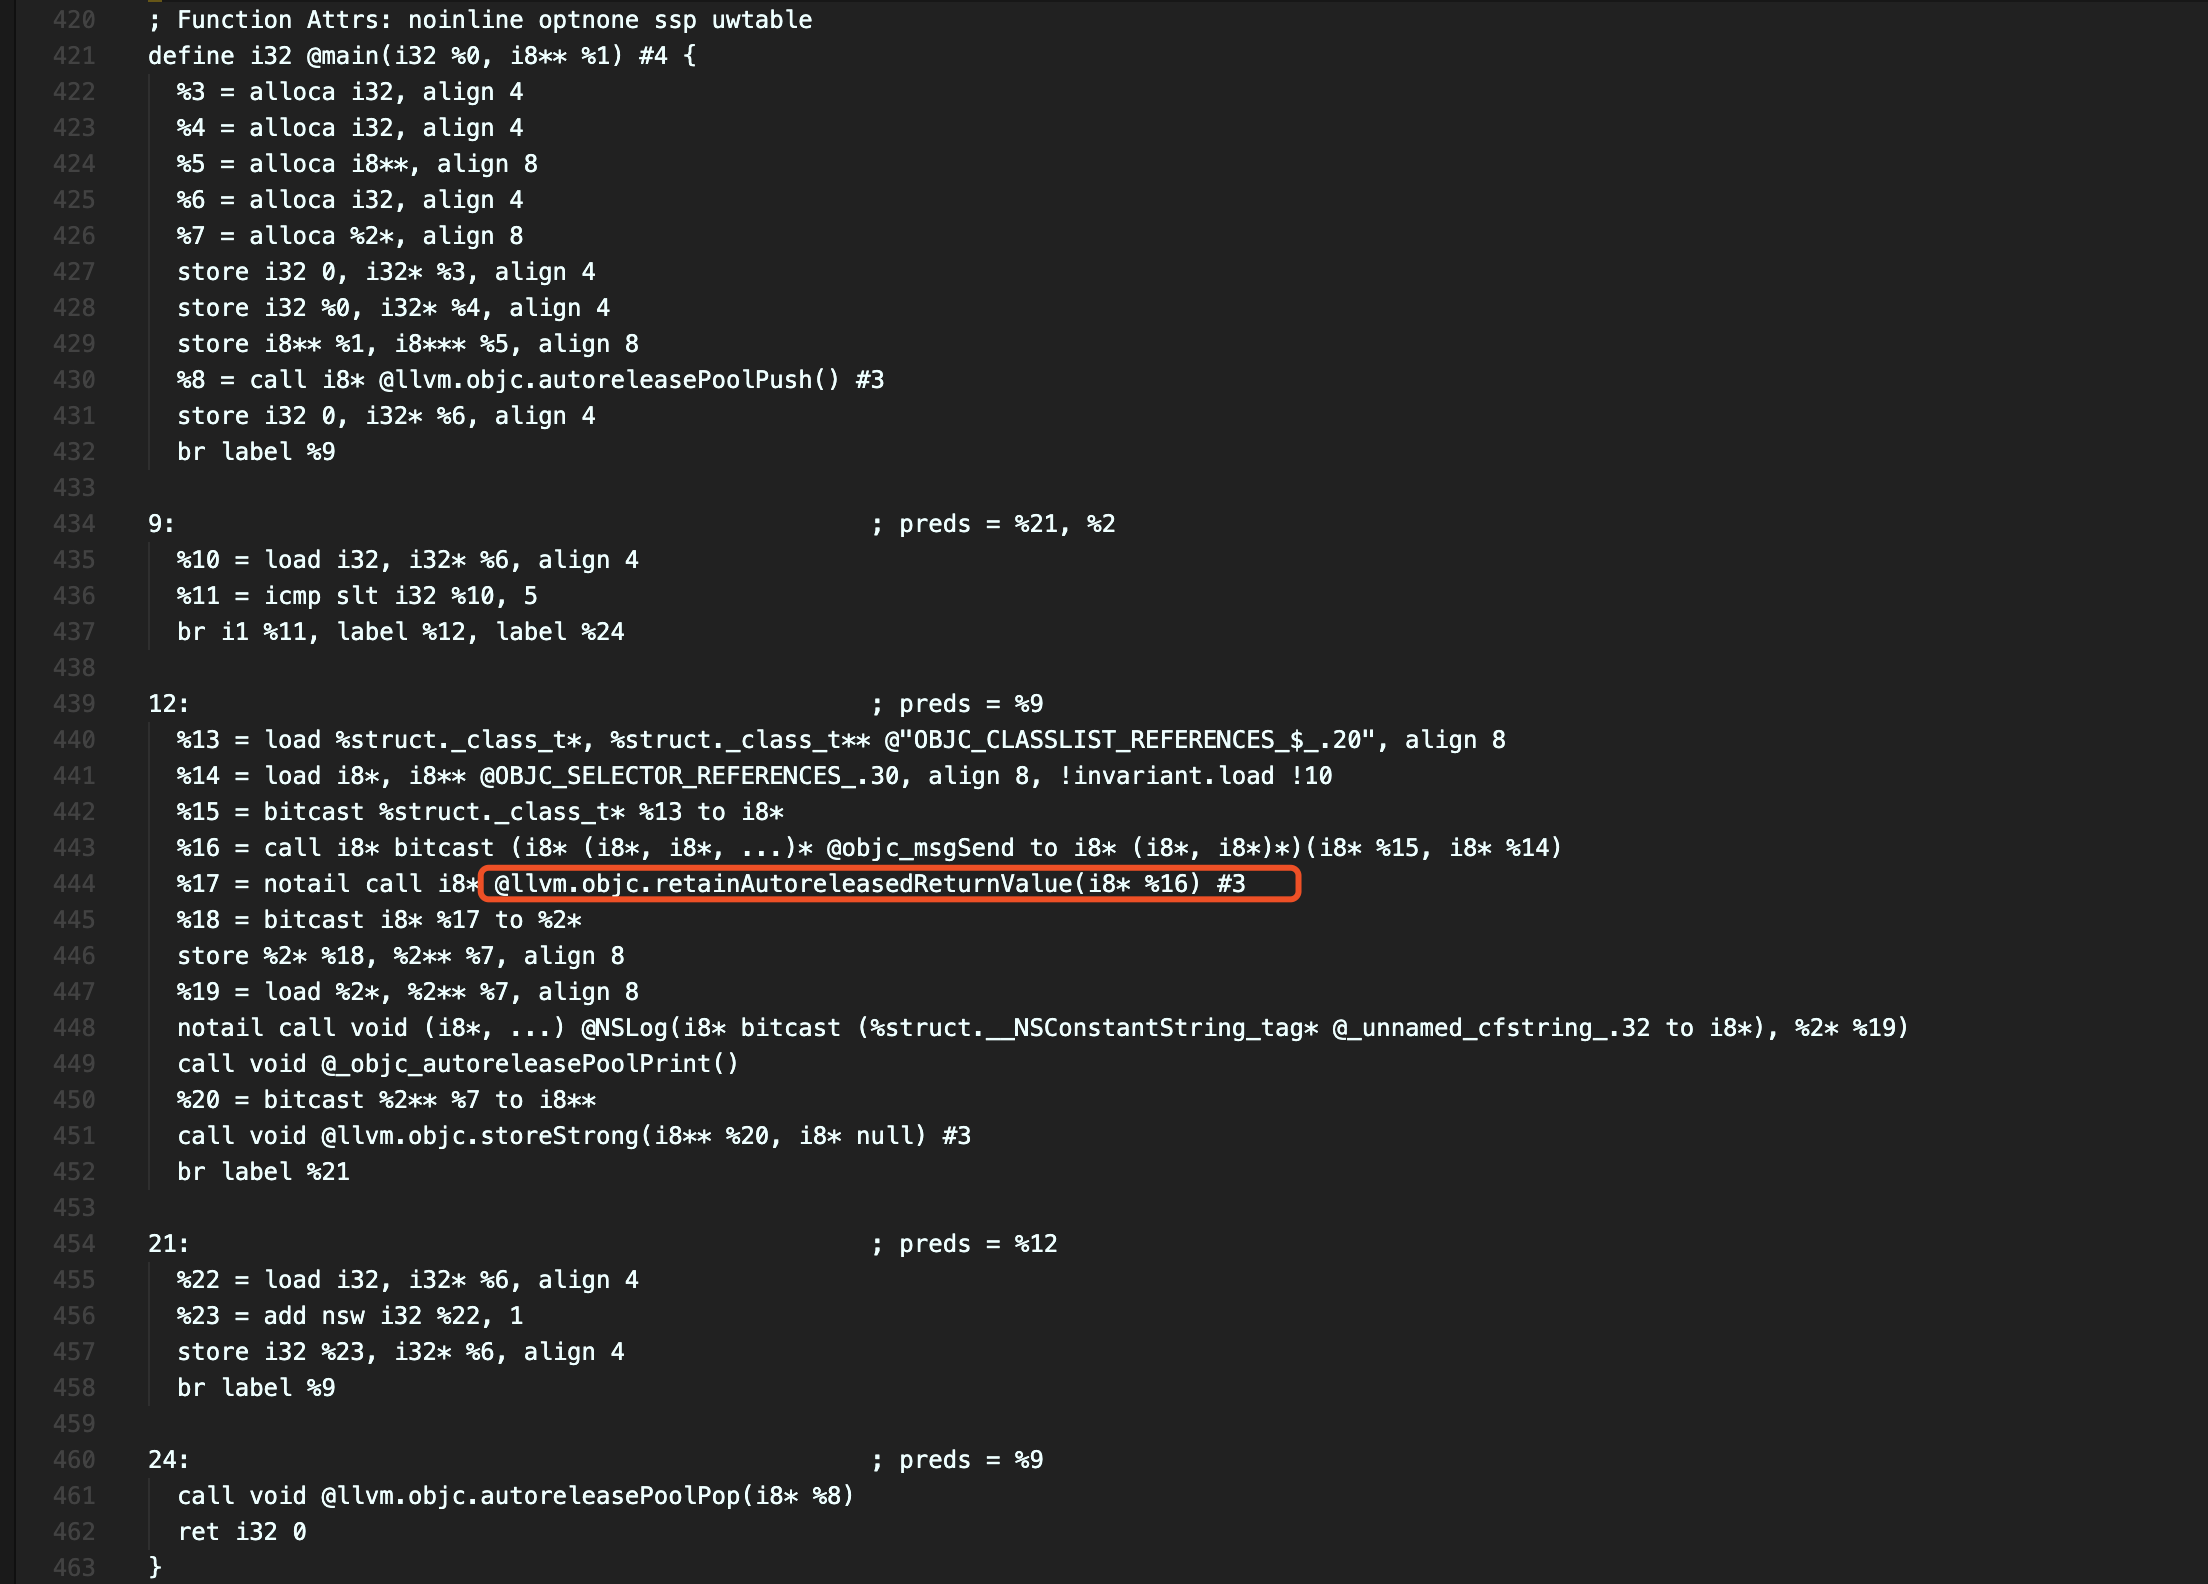 420 ; Function Attrs: noinline optnone ssp uwtable
421 define i32 @main(i32 %0, i8** %1) #4 {
422 %3 = alloca i32, align 4
423 %4 = alloca i32, align 4
424 %5 = alloca i8**, align 8
425 %6 = alloca i32, align 4
426 %7 = alloca %2*, align 8
427 store i32 0, i32* %3, align 4
428 store i32 %0, i32* %4, align 4
429 store i8** %1, i8*** %5, align 8
430 %8 = call i8* @llvm.objc.autoreleasePoolPush() #3
431 store i32 0, i32* %6, align 4
432 br label %9
433
434 9: ; preds = %21, %2
435 %10 = load i32, i32* %6, align 4
436 %11 = icmp slt i32 %10, 5
437 br i1 %11, label %12, label %24
438
439 12: ; preds = %9
440 %13 = load %struct._class_t*, %struct._class_t** @"OBJC_CLASSLIST_REFERENCES_$_.20", align 8
441 %14 = load i8*, i8** @OBJC_SELECTOR_REFERENCES_.30, align 8, !invariant.load !10
442 %15 = bitcast %struct._class_t* %13 to i8*
443 %16 = call i8* bitcast (i8* (i8*, i8*, ...)* @objc_msgSend to i8* (i8*, i8*)*)(i8* %15, i8* %14)
444 %17 = notail call i8* @llvm.objc.retainAutoreleasedReturnValue(i8* %16) #3
445 %18 = bitcast i8* %17 to %2*
446 store %2* %18, %2** %7, align 8
447 %19 = load %2*, %2** %7, align 8
448 notail call void (i8*, ...) @NSLog(i8* bitcast (%struct.__NSConstantString_tag* @_unnamed_cfstring_.32 to i8*), %2* %19)
449 call void @_objc_autoreleasePoolPrint()
450 %20 = bitcast %2** %7 to i8**
451 call void @llvm.objc.storeStrong(i8** %20, i8* null) #3
452 br label %21
453
454 21: ; preds = %12
455 %22 = load i32, i32* %6, align 4
456 %23 = add nsw i32 %22, 1
457 store i32 %23, i32* %6, align 4
458 br label %9
459
460 24: ; preds = %9
461 call void @llvm.objc.autoreleasePoolPop(i8* %8)
462 ret i32 0
463 }